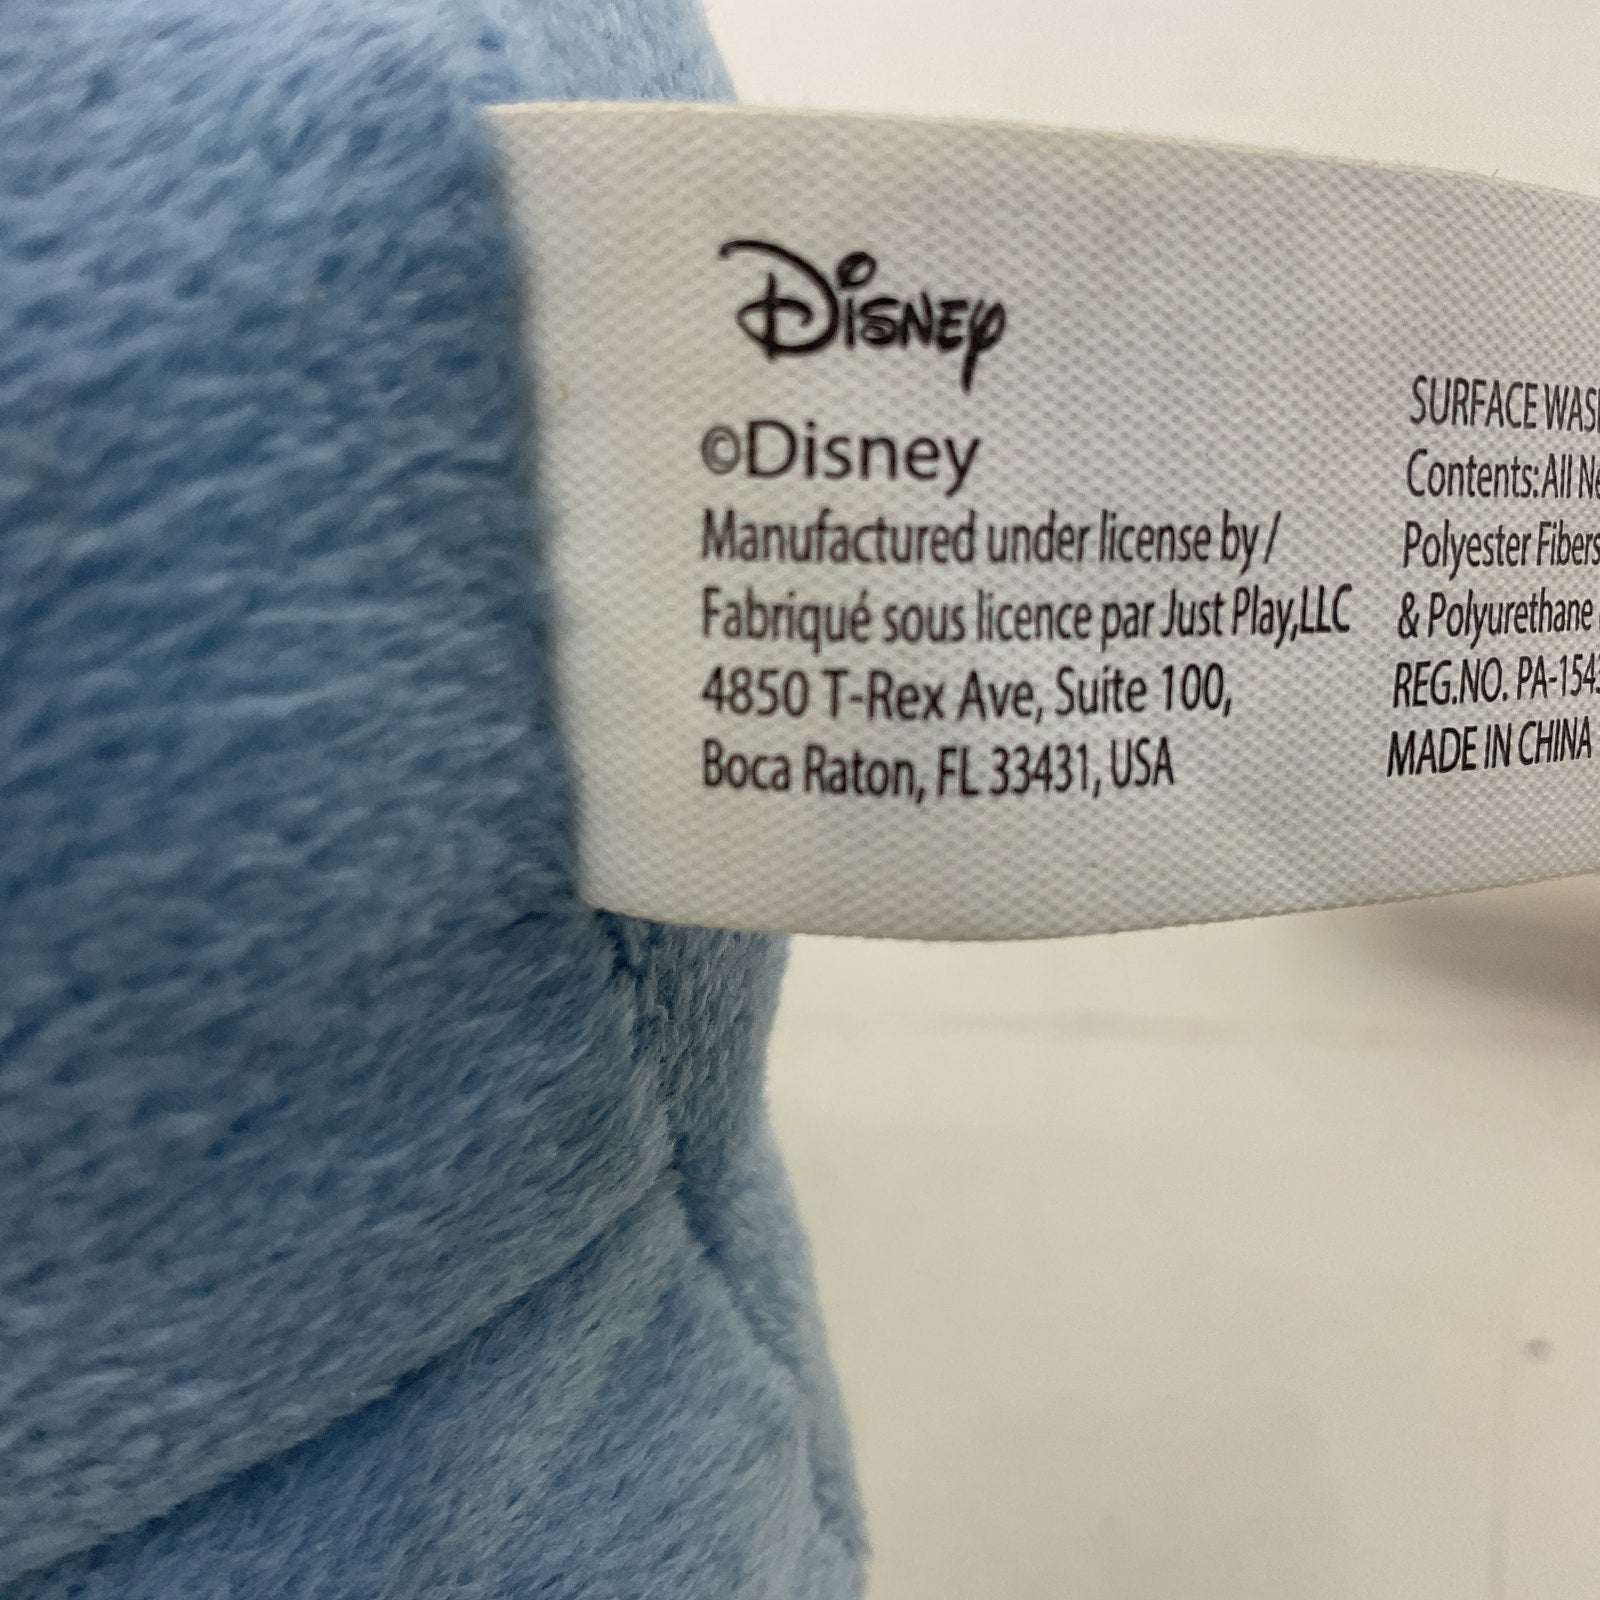 Disney
©Disney
Manufactured under license by /
Fabriqué sous licence par Just Play,LLC
4850 T-Rex Ave, Suite 100,
Boca Raton, FL 33431, USA
SURFACE
Contents: All
Polyester Fibers
& Polyurethane
REG.NO.
MADE IN CHINA